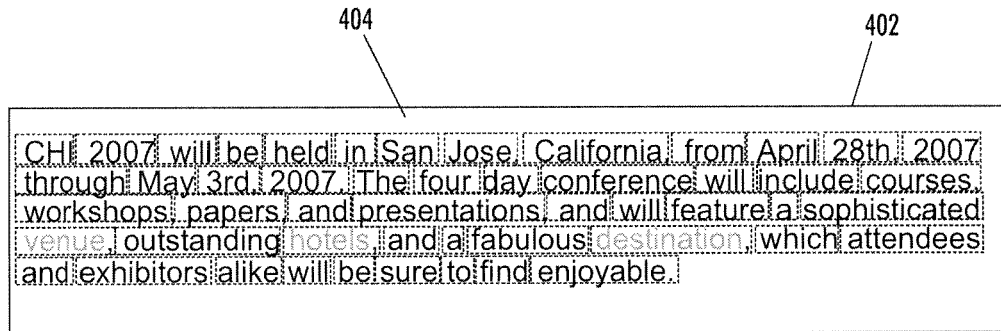 404
402
CHI 2007 will be held in San Jose, California, from April 28th, 2007
through May 3rd, 2007. The four day conference will include courses,
workshops, papers, and presentations, and will feature a sophisticated
venue, outstanding hotels, and a fabulous destination, which attendees
and exhibitors alike will be sure to find enjoyable.